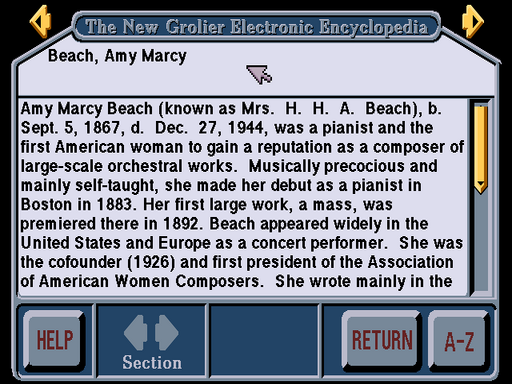 The New Grolier Electronic Encyclopedia
Beach, Amy Marcy
Amy Marcy Beach (known as Mrs. H. H. A. Beach), b.
Sept. 5, 1867, d. Dec. 27, 1944, was a pianist and the
first American woman to gain a reputation as a composer of
large-scale orchestral works. Musically precocious and
mainly self-taught, she made her debut as a pianist in
Boston in 1883. Her first large work, a mass, was
premiered there in 1892. Beach appeared widely in the
United States and Europe as a concert performer. She was
the cofounder (1926) and first president of the Association
of American Women Composers. She wrote mainly in the
HELP
Section
RETURN
A-Z